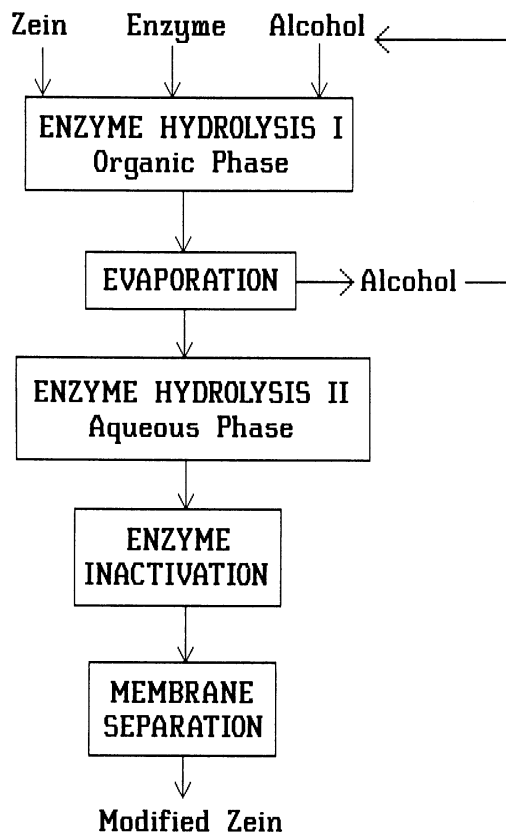 Zein Enzyme Alcohol
ENZYME HYDROLYSIS I
Organic Phase
EVAPORATION
Alcohol
ENZYME HYDROLYSIS II
Aqueous Phase
ENZYME
INACTIVATION
MEMBRANE
SEPARATION
Modified Zein